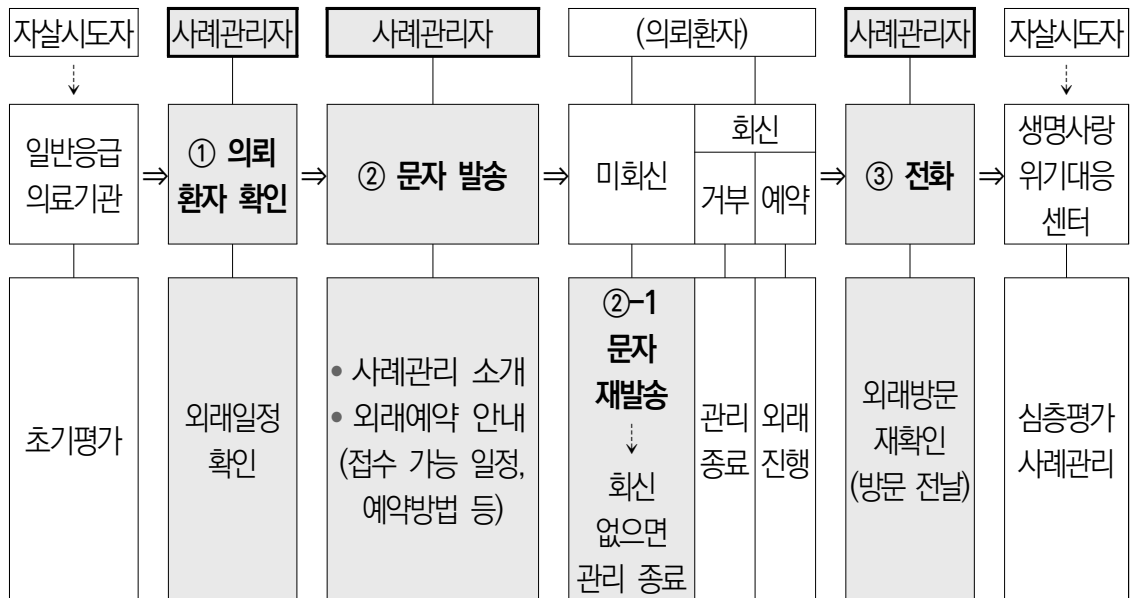 자살시도자 사례관리자 사례관리자 (의뢰환자) 사례관리자 자살시도자
일반응급
의료기관
⇒
① 의뢰
환자 확인
⇒
② 문자 발송
⇒
미회신
회신
거부 예약
⇒
③ 전화
⇒
생명사랑
위기대응
센터
초기평가
외래일정
확인
• 사례관리 소개
• 외래예약 안내
(접수 가능 일정,
예약방법 등)
②-1
문자
재발송
회신
없으면
관리 종료
관리
종료
외래
진행
외래방문
재확인
(방문 전날)
심층평가
사례관리